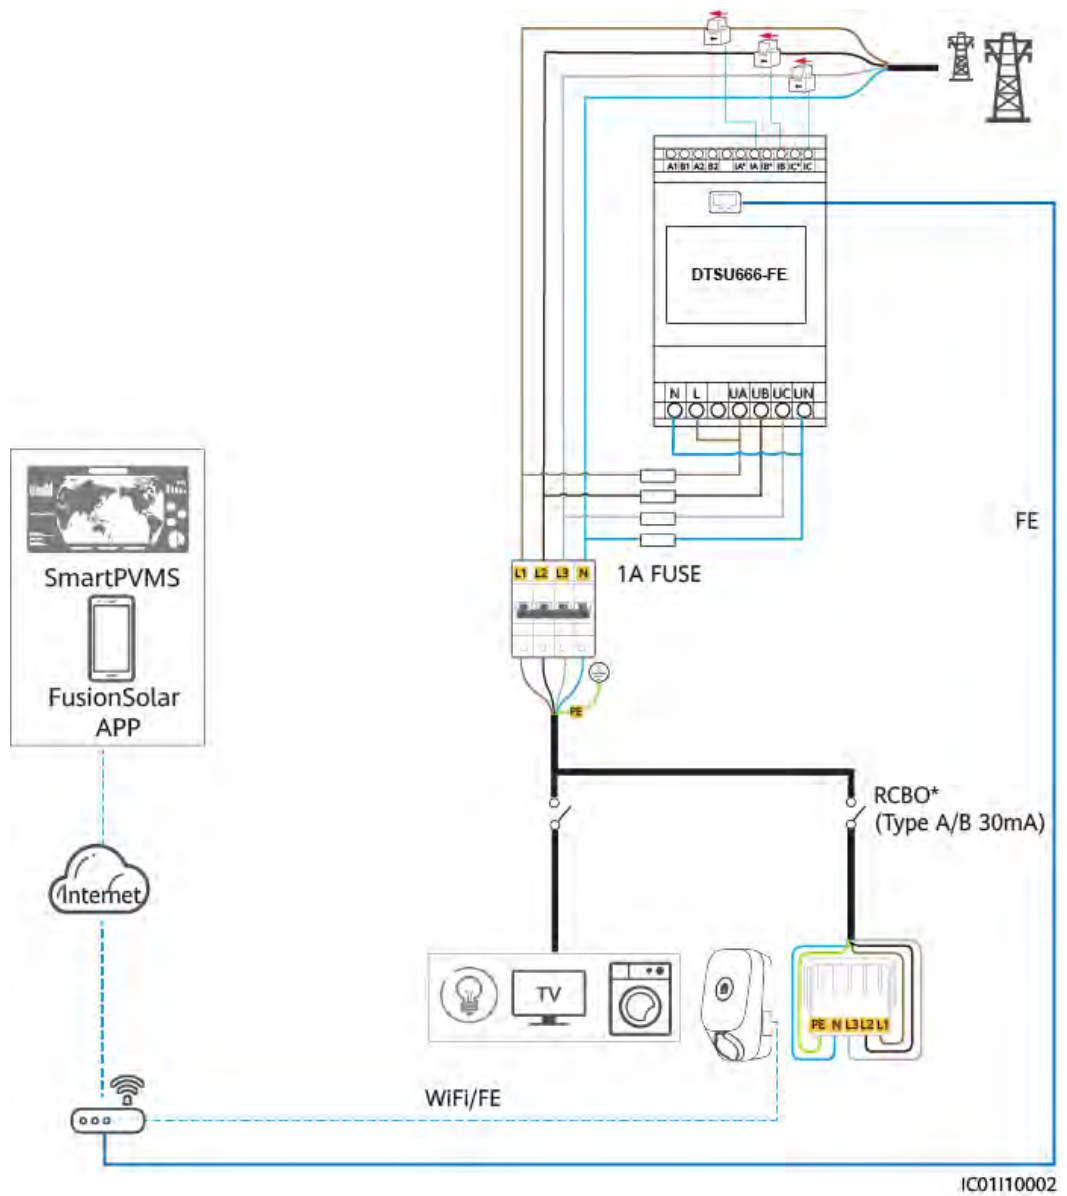 A1 B1 A2 B2 IA* IA IB* IB IC* IC
DTSU666-FE
N L UA UB UC UN
FE
SmartPVMS
FusionSolar
APP
L1 L2 L3 N
1A FUSE
PE
RCBO*
(Type A/B 30mA)
Internet
TV
PE N L3 L2 L1
WiFi/FE
IC01I10002